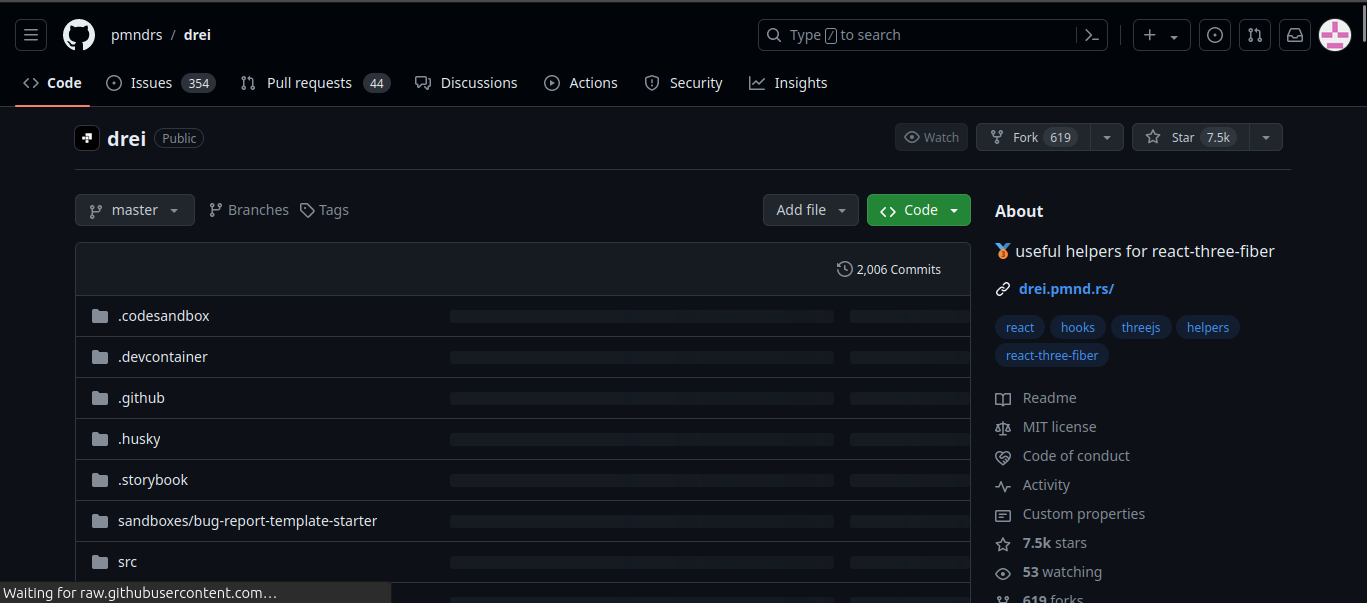 pmndrs / drei
Type / to search
Code Issues 354 Pull requests 44 Discussions Actions Security Insights
drei Public
Watch Fork 619 Star 7.5k
master Branches Tags Add file Code
2,006 Commits
.codesandbox
.devcontainer
.github
.husky
.storybook
sandboxes/bug-report-template-starter
src
Waiting for raw.githubusercontent.com…
About
useful helpers for react-three-fiber
drei.pmnd.rs/
react hooks threejs helpers
react-three-fiber
Readme
MIT license
Code of conduct
Activity
Custom properties
7.5k stars
53 watching
619 forks